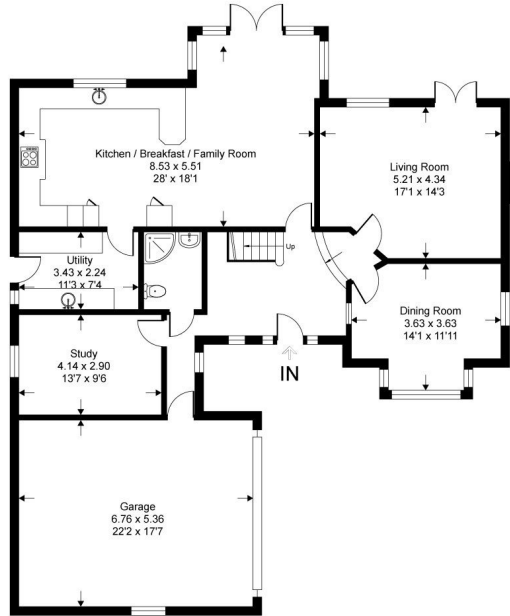 Kitchen / Breakfast / Family Room
8.53 x 5.51
28' x 18'1
Living Room
5.21 x 4.34
17'1 x 14'3
Utility
3.43 x 2.24
11'3 x 7'4
Up
Dining Room
3.63 x 3.63
14'1 x 11'11
Study
4.14 x 2.90
13'7 x 9'6
IN
Garage
6.76 x 5.36
22'2 x 17'7